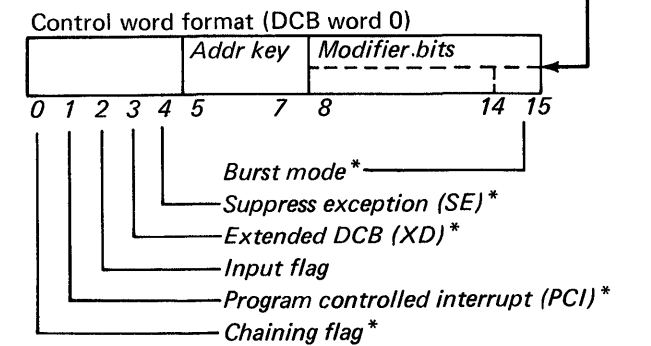 Control word format (DCB word 0)
Addr key Modifier.bits
0 1 2 3 4 5 7 8 14 15
Burst mode*
Suppress exception (SE)*
Extended DCB (XD)*
Input flag
Program controlled interrupt (PCI)*
Chaining flag*